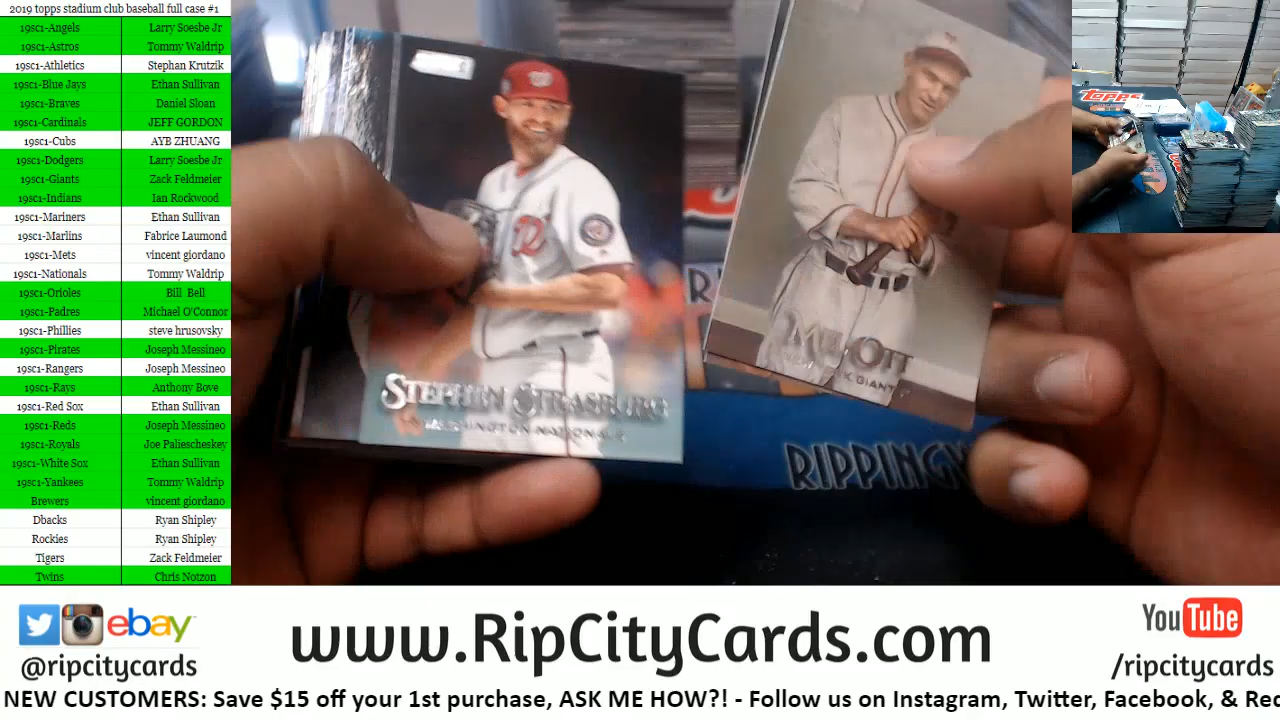 2019 topps stadium club baseball full case #1
19sc1-Angels Larry Soesbe Jr
19sc1-Astros Tommy Waldrip
19sc1-Athletics Stephan Krutzik
19sc1-Blue Jays Ethan Sullivan
19sc1-Braves Daniel Sloan
19sc1-Cardinals JEFF GORDON
19sc1-Cubs AYB ZHUANG
19sc1-Dodgers Larry Soesbe Jr
19sc1-Giants Zack Feldmeier
19sc1-Indians Ian Rockwood
19sc1-Mariners Ethan Sullivan
19sc1-Marlins Fabrice Laumond
19sc1-Mets vincent giordano
19sc1-Nationals Tommy Waldrip
19sc1-Orioles Bill Bell
19sc1-Padres Michael O'Connor
19sc1-Phillies steve hrusovsky
19sc1-Pirates Joseph Messineo
19sc1-Rangers Joseph Messineo
19sc1-Rays Anthony Bove
19sc1-Red Sox Ethan Sullivan
19sc1-Reds Joseph Messineo
19sc1-Royals Joe Paliescheskey
19sc1-White Sox Ethan Sullivan
19sc1-Yankees Tommy Waldrip
Brewers vincent giordano
Dbacks Ryan Shipley
Rockies Ryan Shipley
Tigers Zack Feldmeier
Twins Chris Notzon
STEPHEN STRASBURG
WASHINGTON NATIONALS
MEL OTT
RIPPING
Topps
ebay
@ripcitycards
www.RipCityCards.com
YouTube
/ripcitycards
NEW CUSTOMERS: Save $15 off your 1st purchase, ASK ME HOW?! - Follow us on Instagram, Twitter, Facebook, & Rec